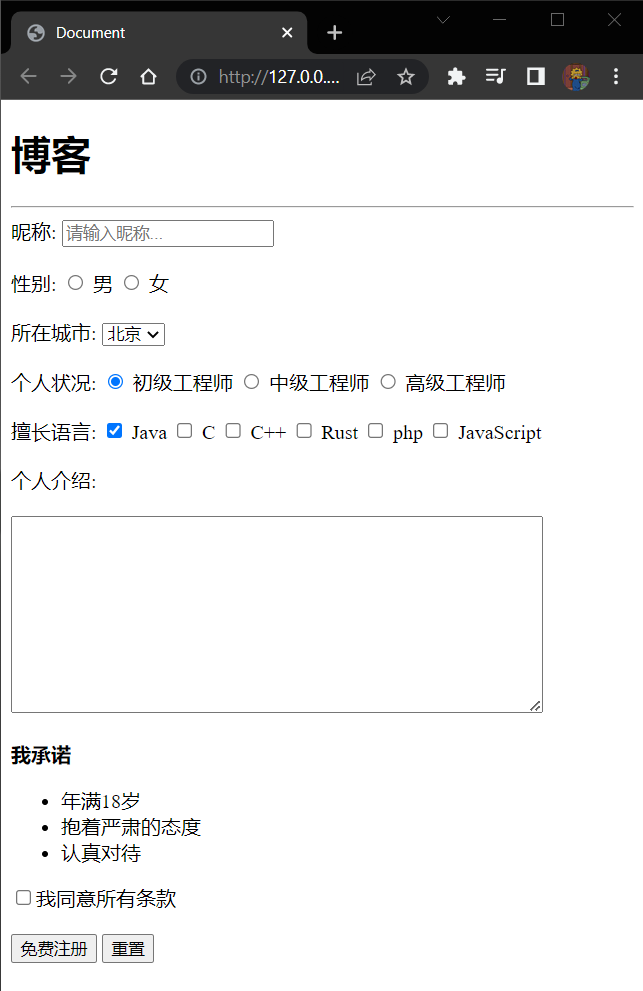 Document
http://127.0.0....
博客
昵称: 请输入昵称...
性别: 男 女
所在城市: 北京
个人状况: 初级工程师 中级工程师 高级工程师
擅长语言: Java C C++ Rust php JavaScript
个人介绍:
我承诺
年满18岁
抱着严肃的态度
认真对待
我同意所有条款
免费注册 重置